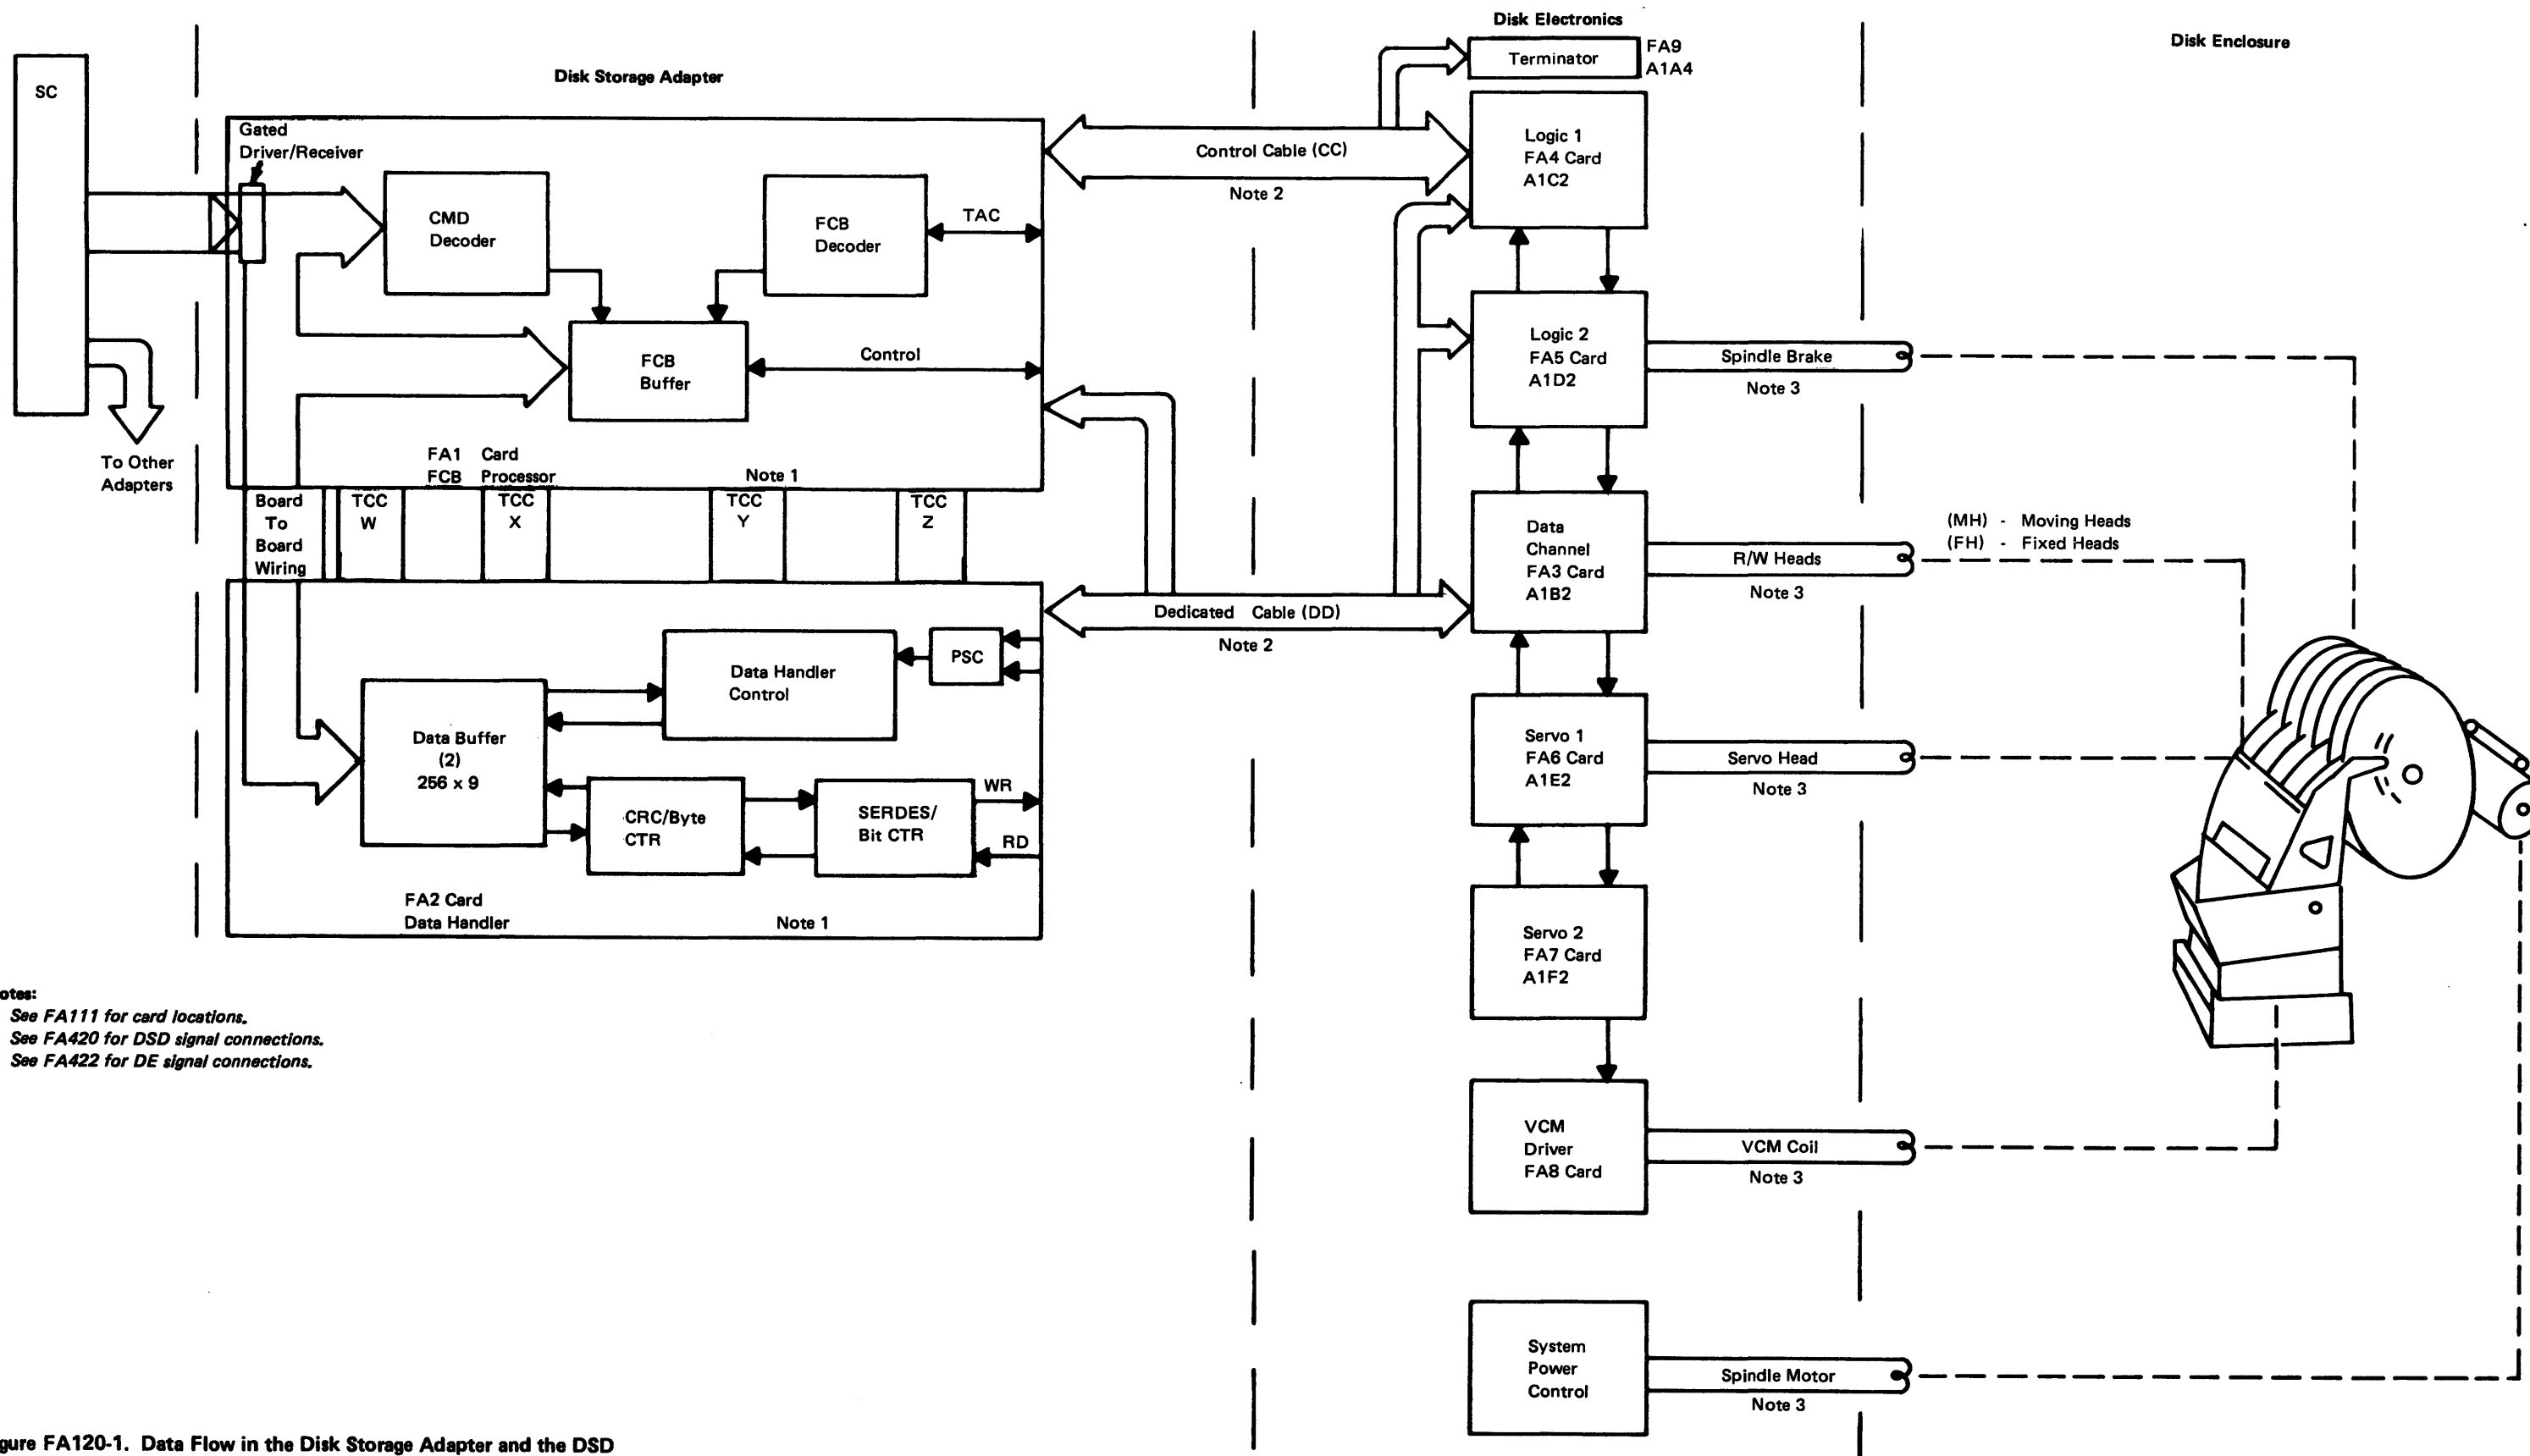 Disk Electronics
Disk Enclosure
Disk Storage Adapter
SC
Terminator
FA9
A1A4
Gated
Driver/Receiver
CMD
Decoder
FCB
Decoder
TAC
Control Cable (CC)
Note 2
Logic 1
FA4 Card
A1C2
FCB
Buffer
Control
Logic 2
FA5 Card
A1D2
Spindle Brake
Note 3
To Other
Adapters
FA1 Card
FCB Processor
Note 1
Board
To
Board
Wiring
TCC
W
TCC
X
TCC
Y
TCC
Z
Data
Channel
FA3 Card
A1B2
R/W Heads
Note 3
(MH) - Moving Heads
(FH) - Fixed Heads
Dedicated Cable (DD)
Note 2
Data Handler
Control
PSC
Data Buffer
(2)
256 x 9
CRC/Byte
CTR
SERDES/
Bit CTR
WR
RD
Servo 1
FA6 Card
A1E2
Servo Head
Note 3
FA2 Card
Data Handler
Note 1
Servo 2
FA7 Card
A1F2
otes:
See FA111 for card locations.
See FA420 for DSD signal connections.
See FA422 for DE signal connections.
VCM
Driver
FA8 Card
VCM Coil
Note 3
System
Power
Control
Spindle Motor
Note 3
gure FA120-1. Data Flow in the Disk Storage Adapter and the DSD